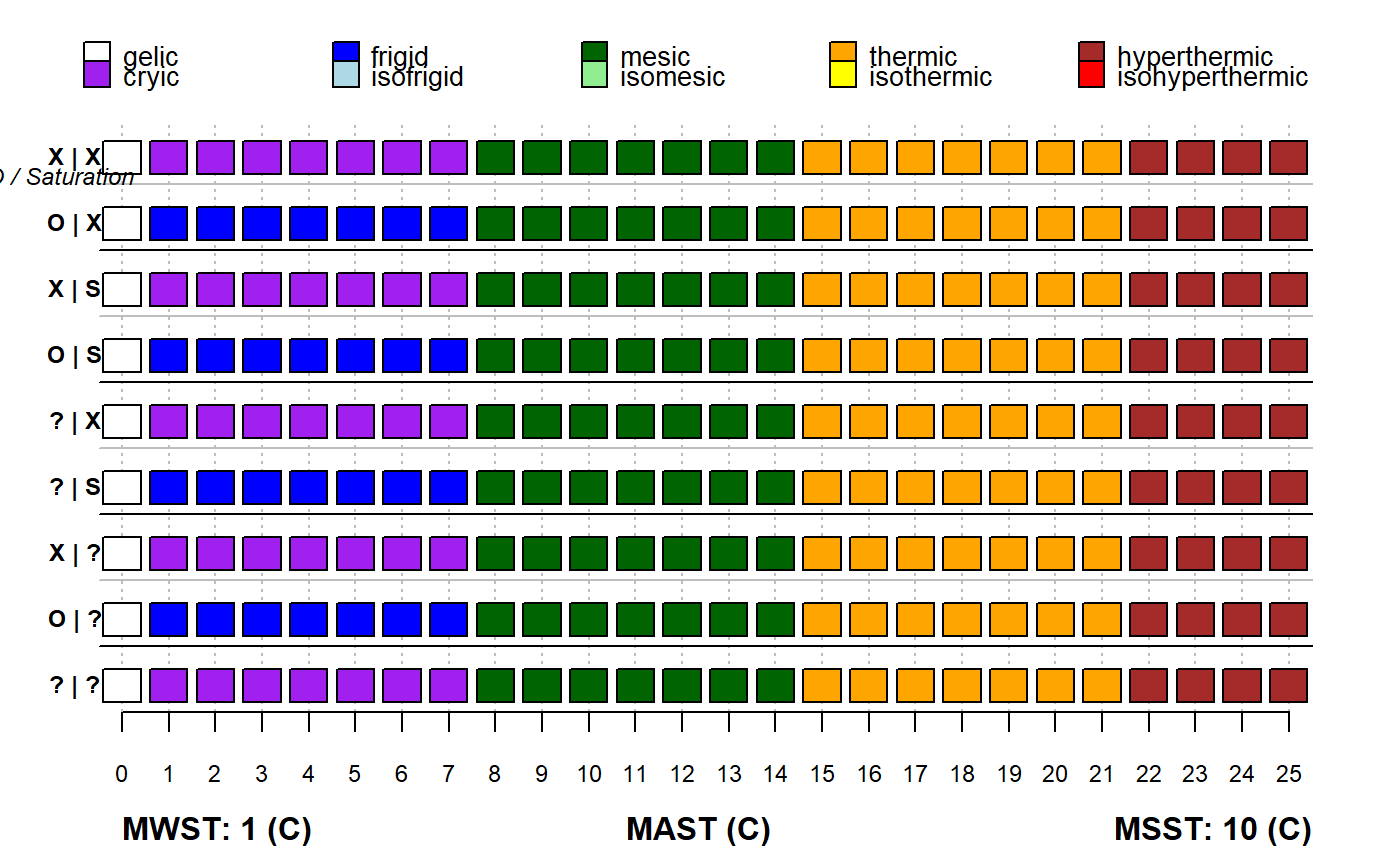 gelic frigid mesic thermic hyperthermic
cryic isofrigid isomesic isothermic isohyperthermic
X | X
/ Saturation
O | X
X | S
O | S
? | X
? | S
X | ?
O | ?
? | ?
0 1 2 3 4 5 6 7 8 9 10 11 12 13 14 15 16 17 18 19 20 21 22 23 24 25
MWST: 1 (C) MAST (C) MSST: 10 (C)